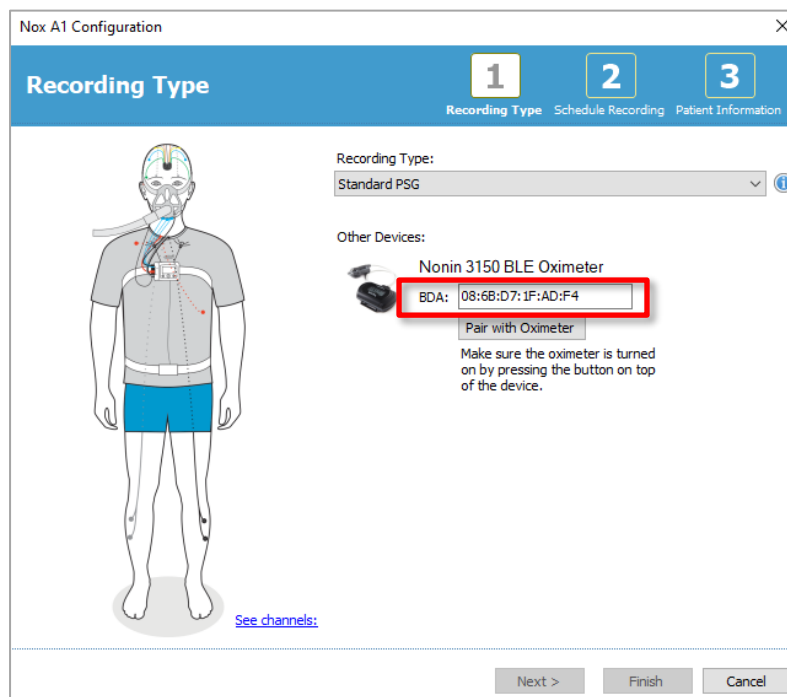 Nox A1 Configuration
Recording Type
1
Recording Type
2
Schedule Recording
3
Patient Information
Recording Type:
Standard PSG
Other Devices:
Nonin 3150 BLE Oximeter
BDA: 08:6B:D7:1F:AD:F4
Pair with Oximeter
Make sure the oximeter is turned
on by pressing the button on top
of the device.
See channels:
Next >
Finish
Cancel